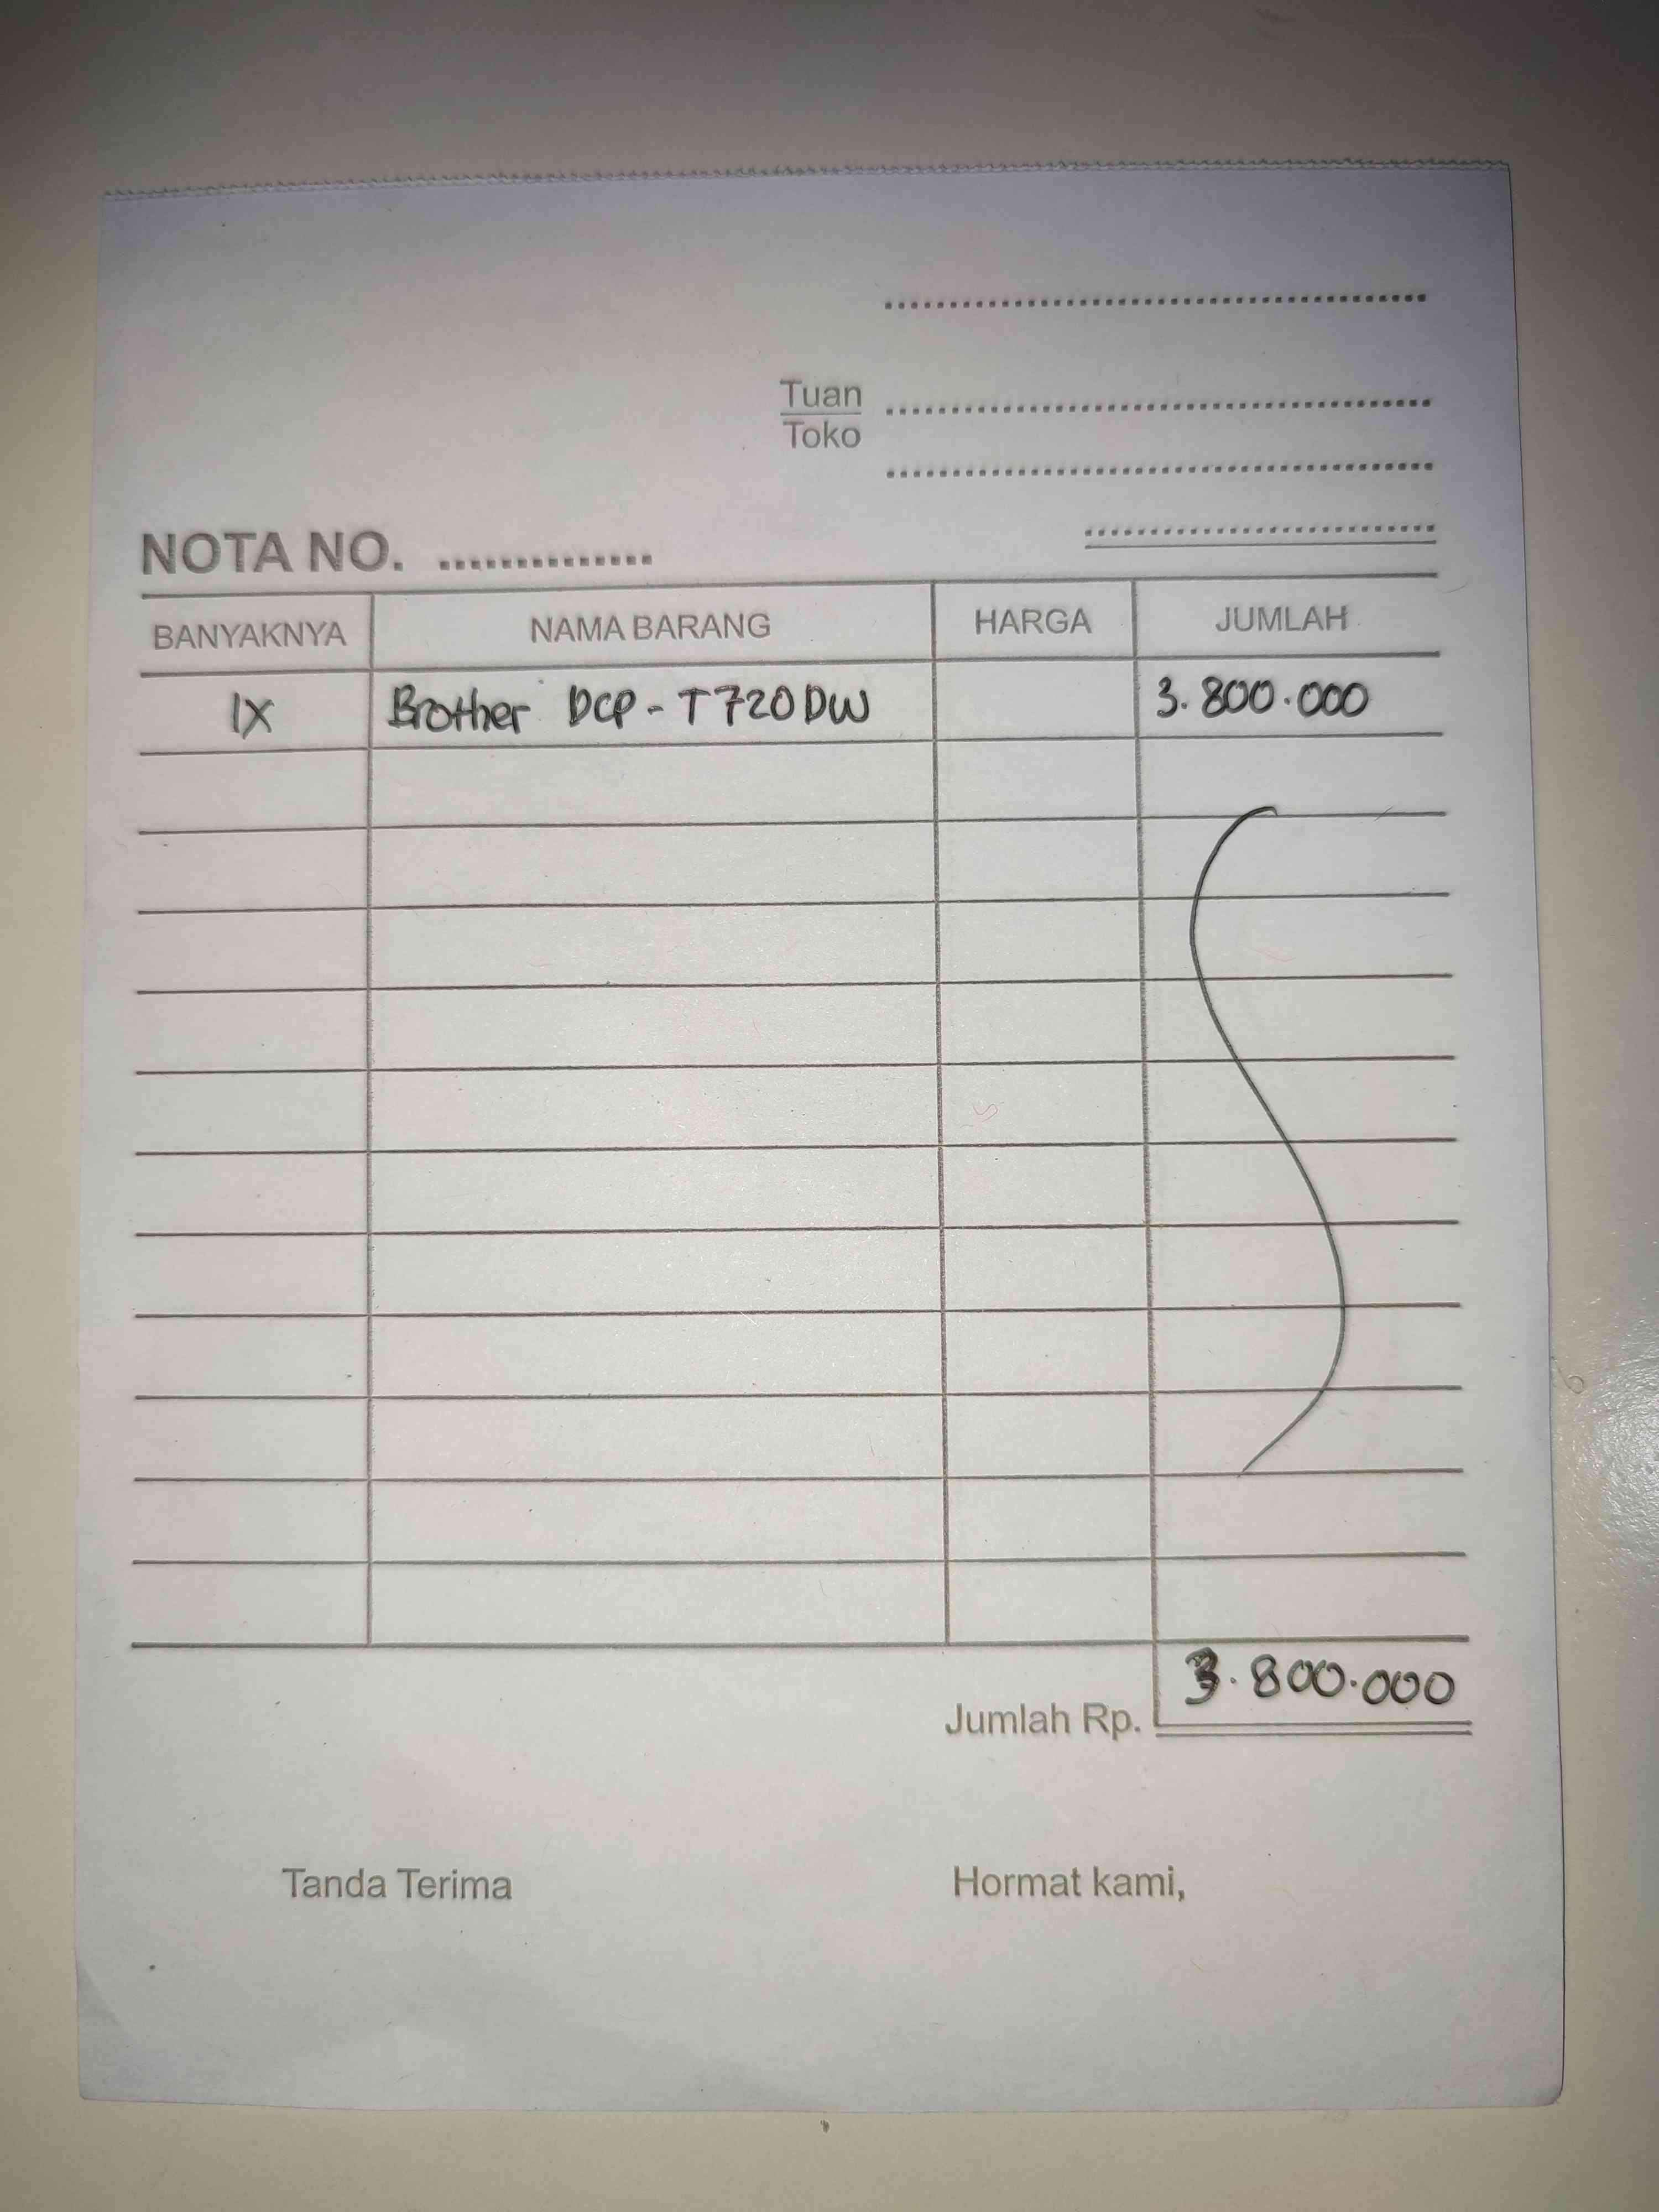 Tuan
Toko
NOTA NO.
BANYAKNYA NAMA BARANG HARGA JUMLAH
1X Brother DCP-T720DW 3.800.000
Jumlah Rp. 3.800.000
Tanda Terima Hormat kami,